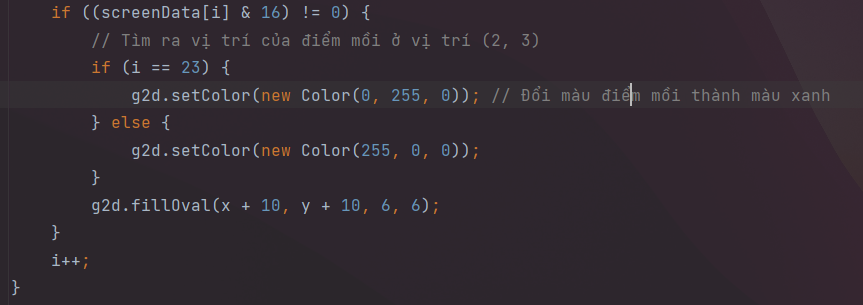 if ((screenData[i] & 16) != 0) {
// Tìm ra vị trí của điểm mồi ở vị trí (2, 3)
if (i == 23) {
g2d.setColor(new Color(0, 255, 0)); // Đổi màu điểm mồi thành màu xanh
} else {
g2d.setColor(new Color(255, 0, 0));
}
g2d.fillOval(x + 10, y + 10, 6, 6);
}
i++;
}